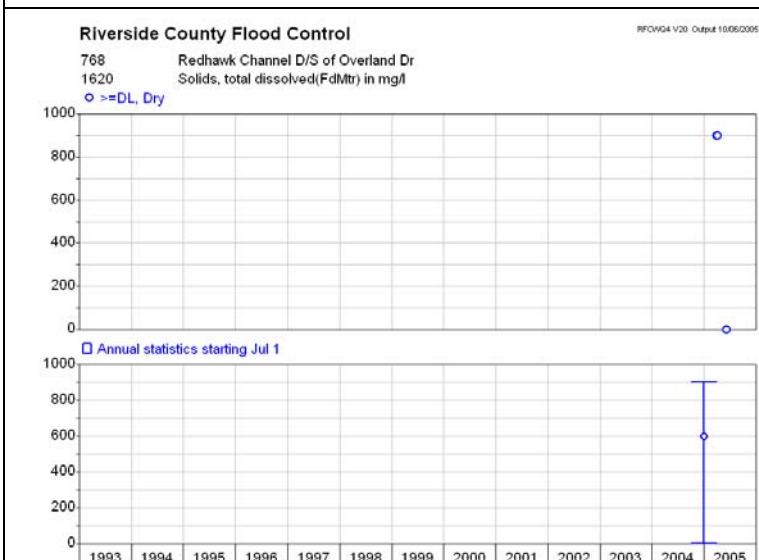 Riverside County Flood Control
RFCWQ4 V20 Output 10/06/2005
768 Redhawk Channel D/S of Overland Dr
1620 Solids, total dissolved(FdMtr) in mg/l
>=DL, Dry
1000
800
600
400
200
0
Annual statistics starting Jul 1
1000
800
600
400
200
0
1993 1994 1995 1996 1997 1998 1999 2000 2001 2002 2003 2004 2005